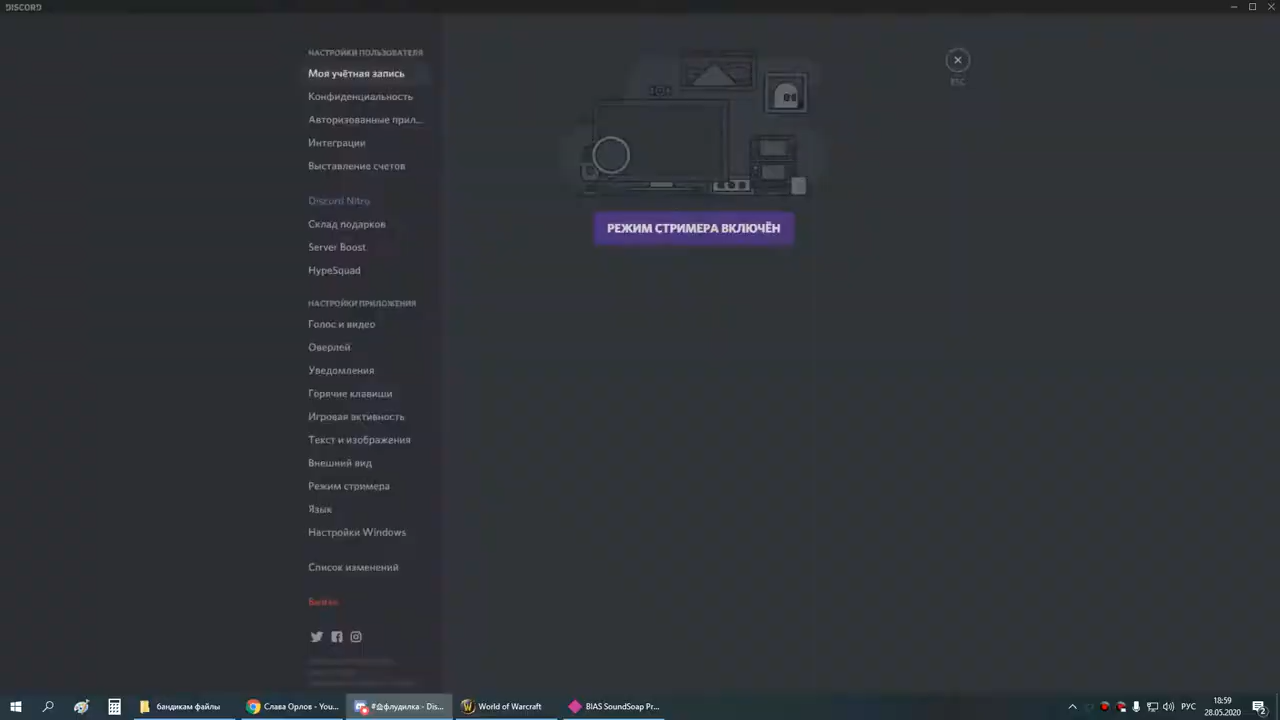 DISCORD
НАСТРОЙКИ ПОЛЬЗОВАТЕЛЯ
Моя учётная запись
Конфиденциальность
Авторизованные прил...
Интеграции
Выставление счетов
Discord Nitro
Склад подарков
Server Boost
HypeSquad
НАСТРОЙКИ ПРИЛОЖЕНИЯ
Голос и видео
Оверлей
Уведомления
Горячие клавиши
Игровая активность
Текст и изображения
Внешний вид
Режим стримера
Язык
Настройки Windows
Список изменений
Выйти
ESC
РЕЖИМ СТРИМЕРА ВКЛЮЧЁН
бандикам файлы
Слава Орлов - You...
флудилка - Dis...
World of Warcraft
BIAS SoundSoap Pr...
РУС
18:59
28.05.2020